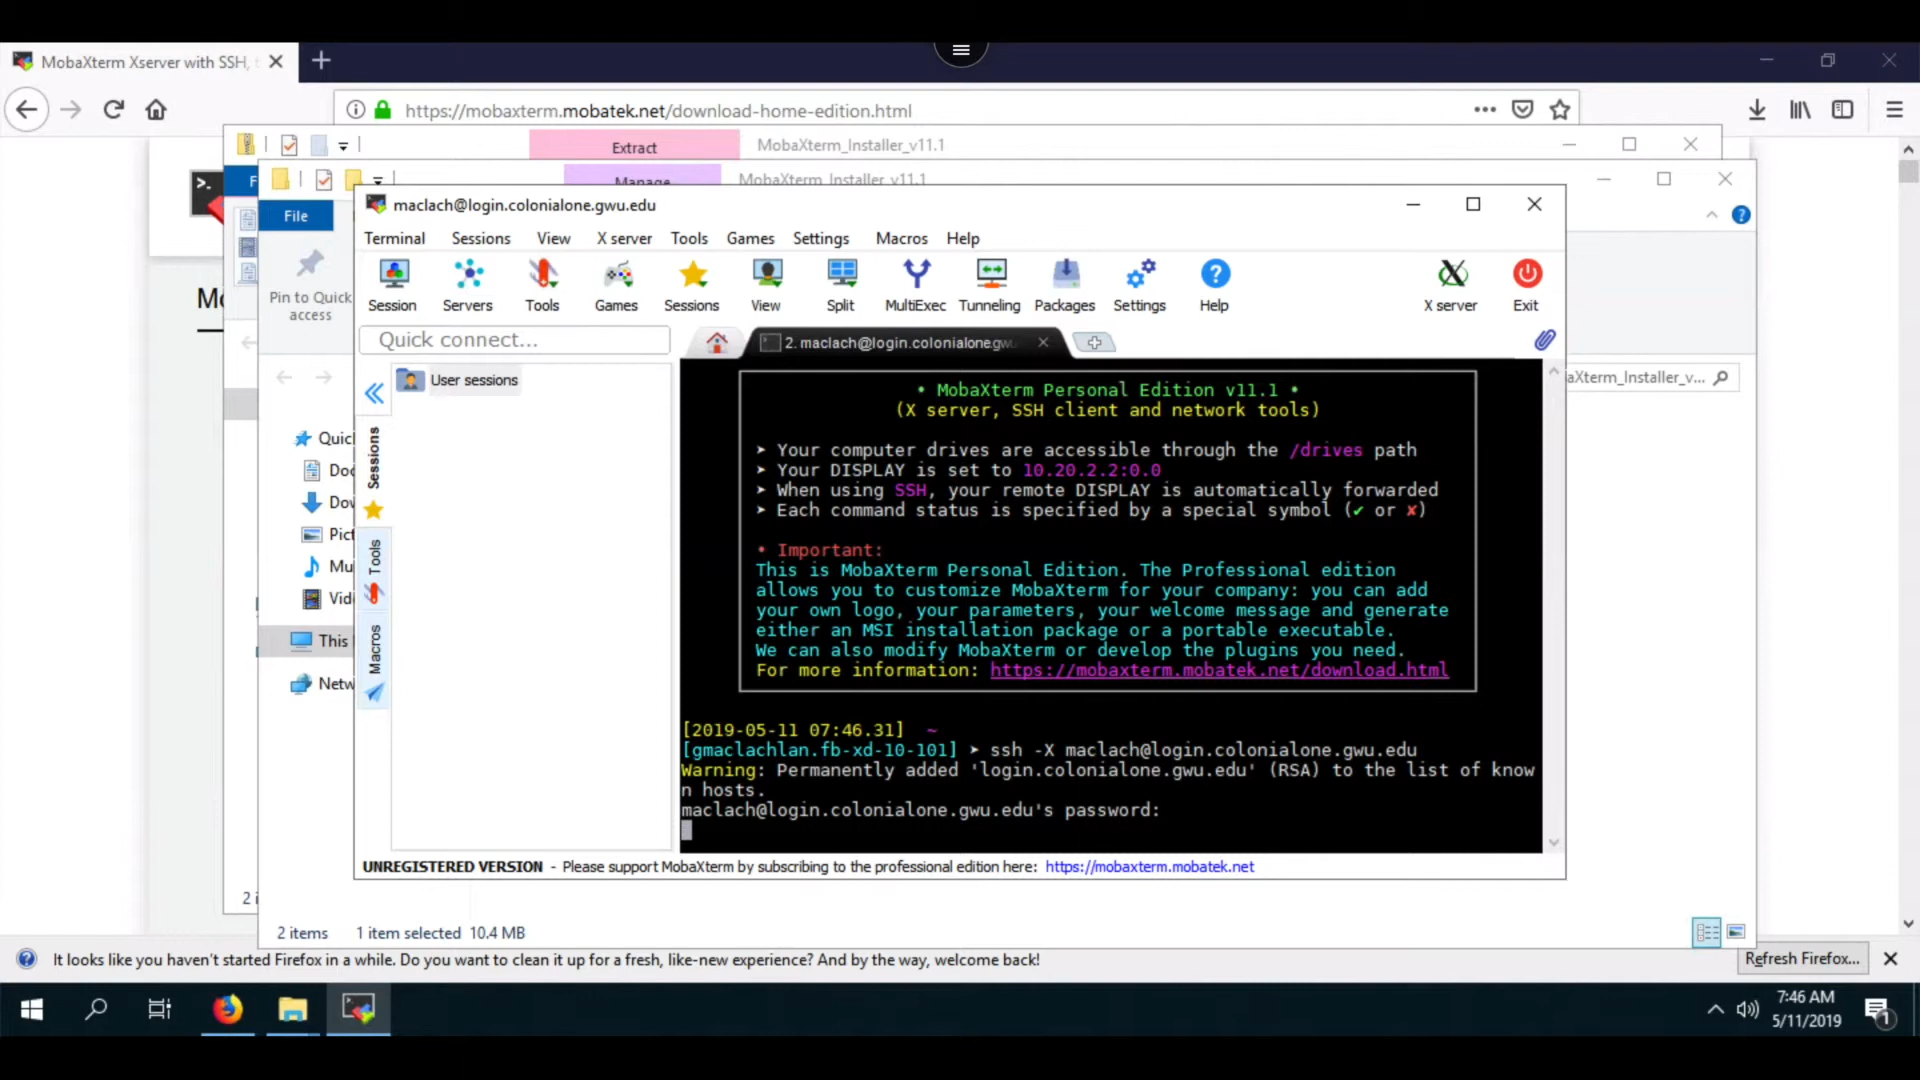 MobaXterm Xserver with SSH,
https://mobaxterm.mobatek.net/download-home-edition.html
Extract
MobaXterm_Installer_v11.1
Manage
MobaXterm_Installer_v11.1
File
Pin to Quick
access
maclach@login.colonialone.gwu.edu
Terminal Sessions View X server Tools Games Settings Macros Help
Session Servers Tools Games Sessions View Split MultiExec Tunneling Packages Settings Help X server Exit
Quick connect...
2. maclach@login.colonialone.gwu
User sessions
Sessions
Tools
Macros
aXterm_Installer_v...
Quic
Doc
Dov
Pict
Mu
Vid
This
Netw
• MobaXterm Personal Edition v11.1 •
(X server, SSH client and network tools)
➤ Your computer drives are accessible through the /drives path
➤ Your DISPLAY is set to 10.20.2.2:0.0
➤ When using SSH, your remote DISPLAY is automatically forwarded
➤ Each command status is specified by a special symbol (✔ or ✘)
• Important:
This is MobaXterm Personal Edition. The Professional edition
allows you to customize MobaXterm for your company: you can add
your own logo, your parameters, your welcome message and generate
either an MSI installation package or a portable executable.
We can also modify MobaXterm or develop the plugins you need.
For more information: https://mobaxterm.mobatek.net/download.html
[2019-05-11 07:46.31] ~
[gmaclachlan.fb-xd-10-101] ➤ ssh -X maclach@login.colonialone.gwu.edu
Warning: Permanently added 'login.colonialone.gwu.edu' (RSA) to the list of know
n hosts.
maclach@login.colonialone.gwu.edu's password:
UNREGISTERED VERSION - Please support MobaXterm by subscribing to the professional edition here: https://mobaxterm.mobatek.net
2 items 1 item selected 10.4 MB
It looks like you haven't started Firefox in a while. Do you want to clean it up for a fresh, like-new experience? And by the way, welcome back!
Refresh Firefox...
7:46 AM
5/11/2019
1